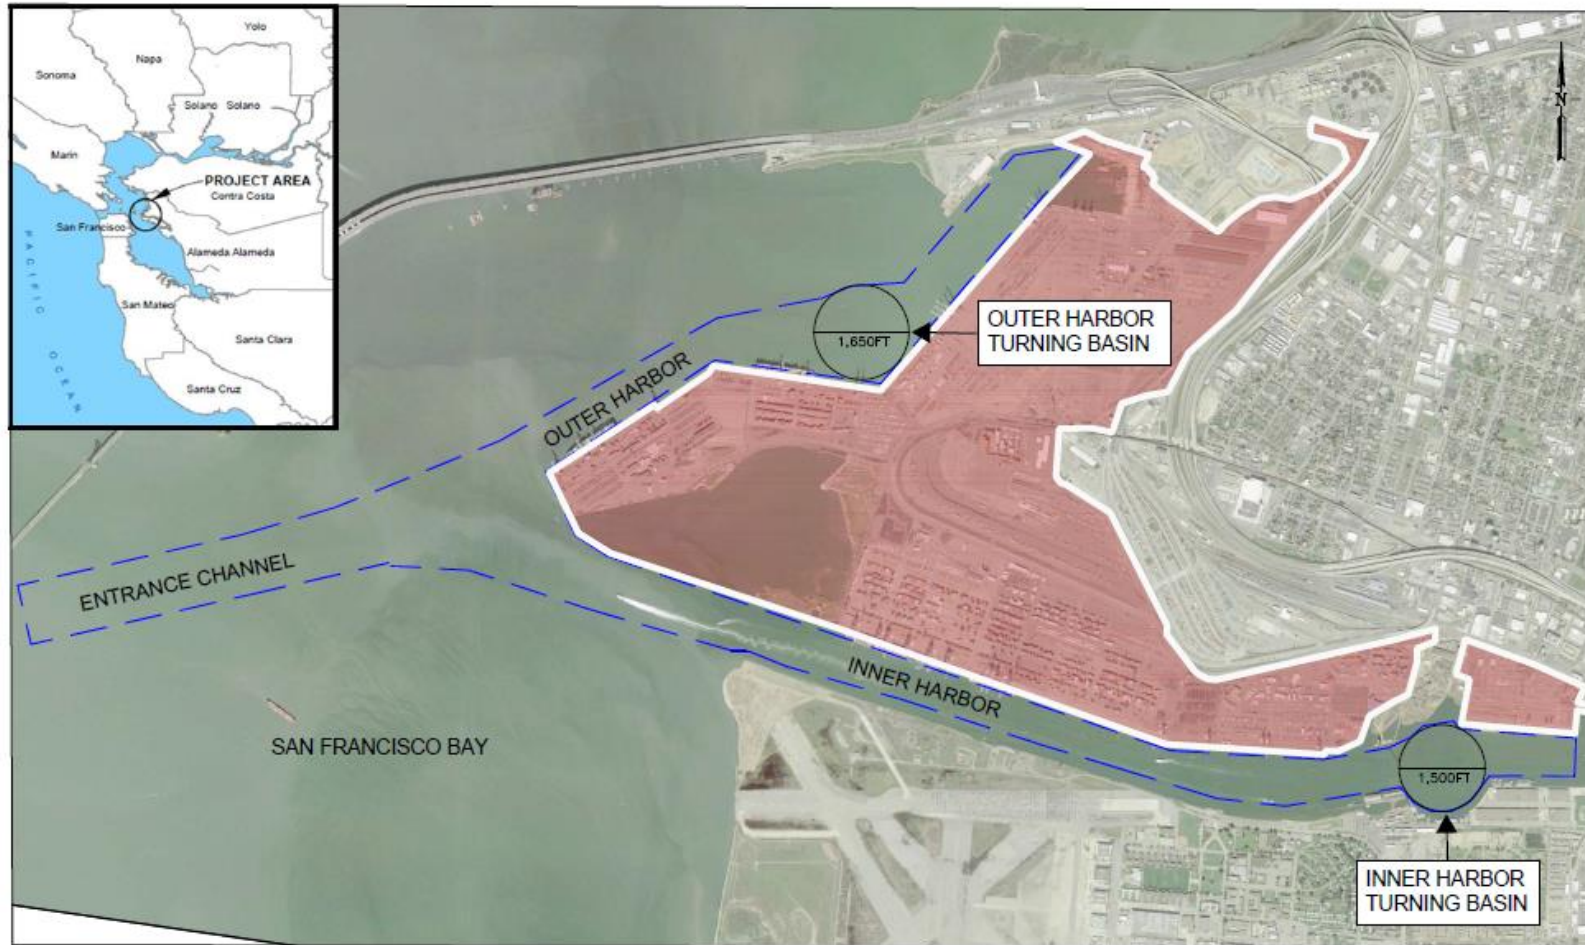 Yolo
Napa
Sonoma
Solano Solano
Marin
PROJECT AREA
Contra Costa
San Francisco
Alameda Alameda
San Mateo
Santa Clara
Santa Cruz
PACIFIC OCEAN
N
OUTER HARBOR
TURNING BASIN
1,650FT
OUTER HARBOR
ENTRANCE CHANNEL
INNER HARBOR
SAN FRANCISCO BAY
1,500FT
INNER HARBOR
TURNING BASIN